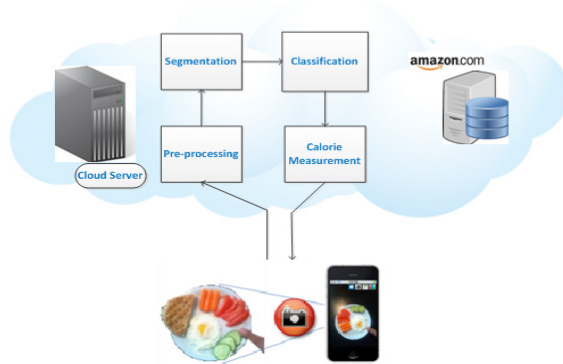 Segmentation
Classification
amazon.com
Pre-processing
Calorie
Measurement
Cloud Server